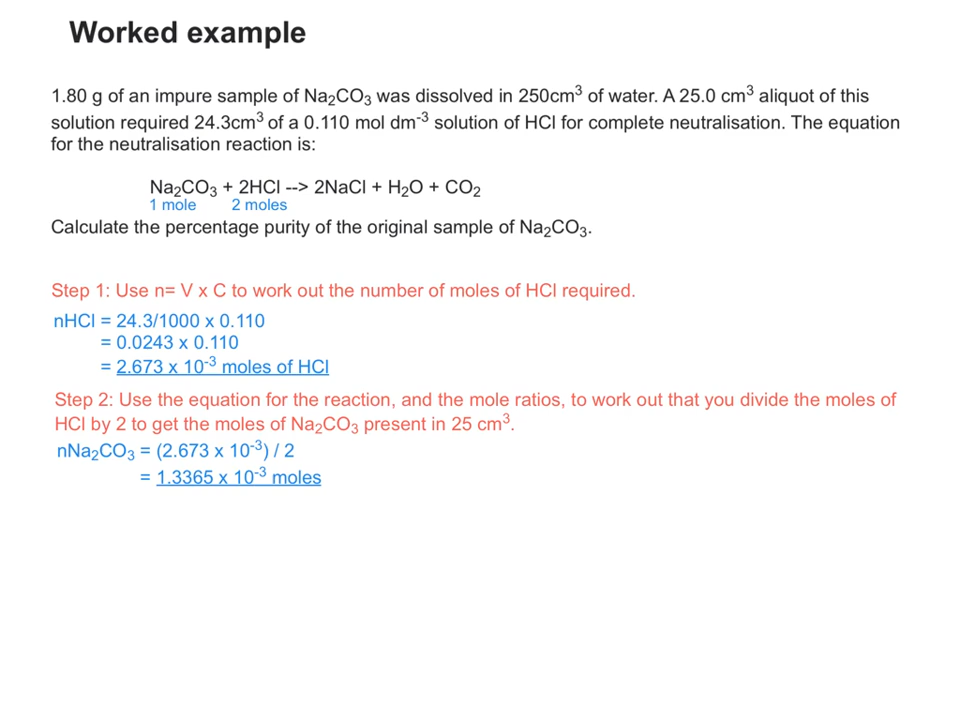 Worked example
1.80 g of an impure sample of Na₂CO₃ was dissolved in 250cm³ of water. A 25.0 cm³ aliquot of this
solution required 24.3cm³ of a 0.110 mol dm⁻³ solution of HCl for complete neutralisation. The equation
for the neutralisation reaction is:
Na₂CO₃ + 2HCl --> 2NaCl + H₂O + CO₂
1 mole 2 moles
Calculate the percentage purity of the original sample of Na₂CO₃.
Step 1: Use n= V x C to work out the number of moles of HCl required.
nHCl = 24.3/1000 x 0.110
= 0.0243 x 0.110
= 2.673 x 10⁻³ moles of HCl
Step 2: Use the equation for the reaction, and the mole ratios, to work out that you divide the moles of
HCl by 2 to get the moles of Na₂CO₃ present in 25 cm³.
nNa₂CO₃ = (2.673 x 10⁻³) / 2
= 1.3365 x 10⁻³ moles